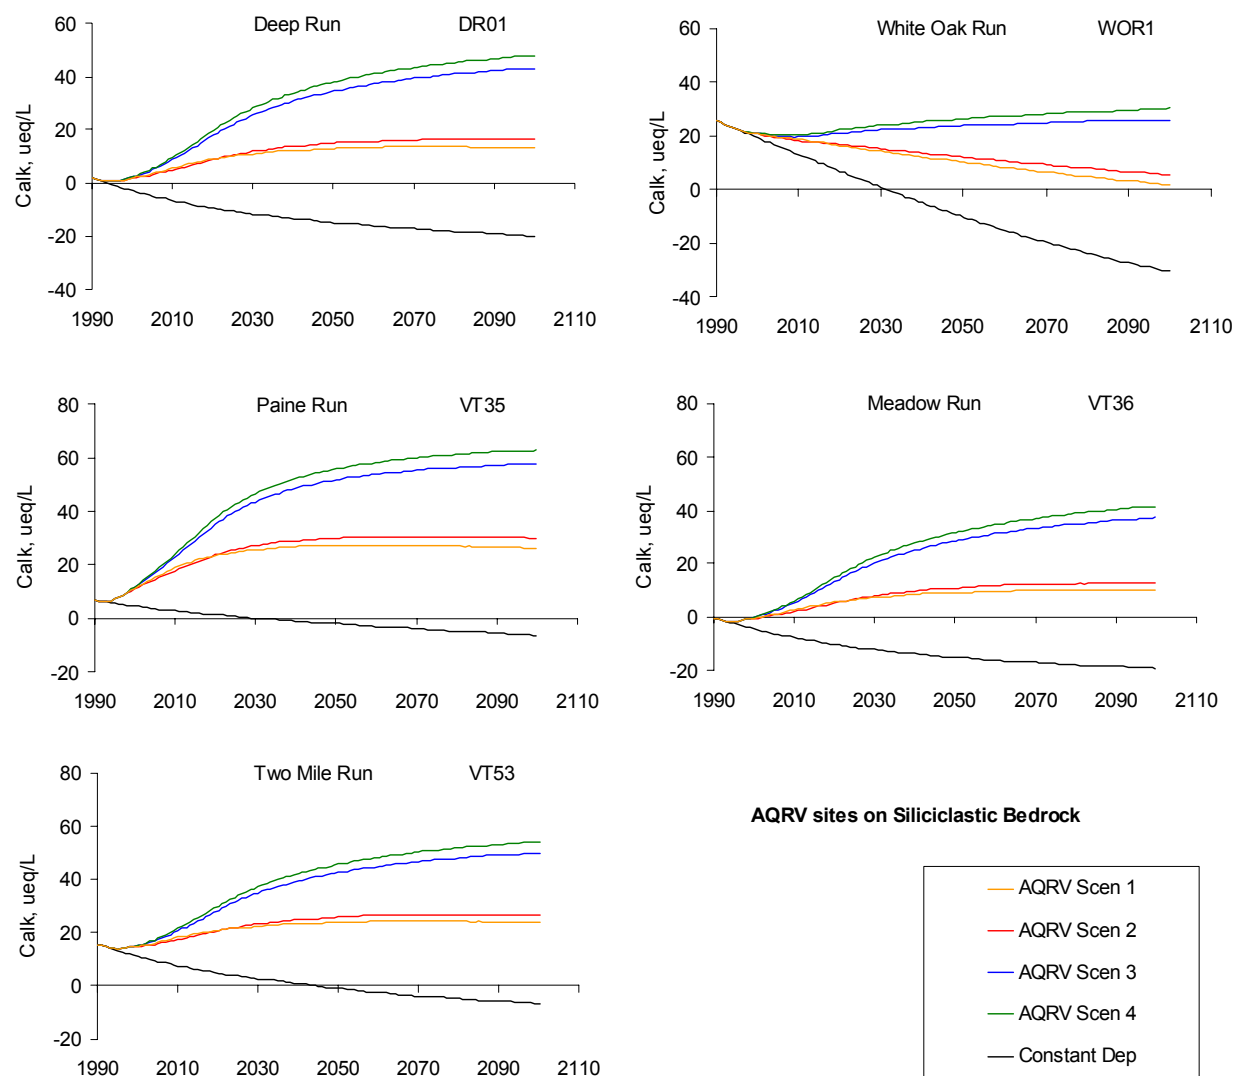 Deep Run DR01
Calk, ueq/L
60
40
20
0
-20
-40
1990 2010 2030 2050 2070 2090 2110
White Oak Run WOR1
Calk, ueq/L
60
40
20
0
-20
-40
1990 2010 2030 2050 2070 2090 2110
Paine Run VT35
Calk, ueq/L
80
60
40
20
0
-20
1990 2010 2030 2050 2070 2090 2110
Meadow Run VT36
Calk, ueq/L
80
60
40
20
0
-20
1990 2010 2030 2050 2070 2090 2110
Two Mile Run VT53
Calk, ueq/L
80
60
40
20
0
-20
1990 2010 2030 2050 2070 2090 2110
AQRV sites on Siliciclastic Bedrock
AQRV Scen 1
AQRV Scen 2
AQRV Scen 3
AQRV Scen 4
Constant Dep